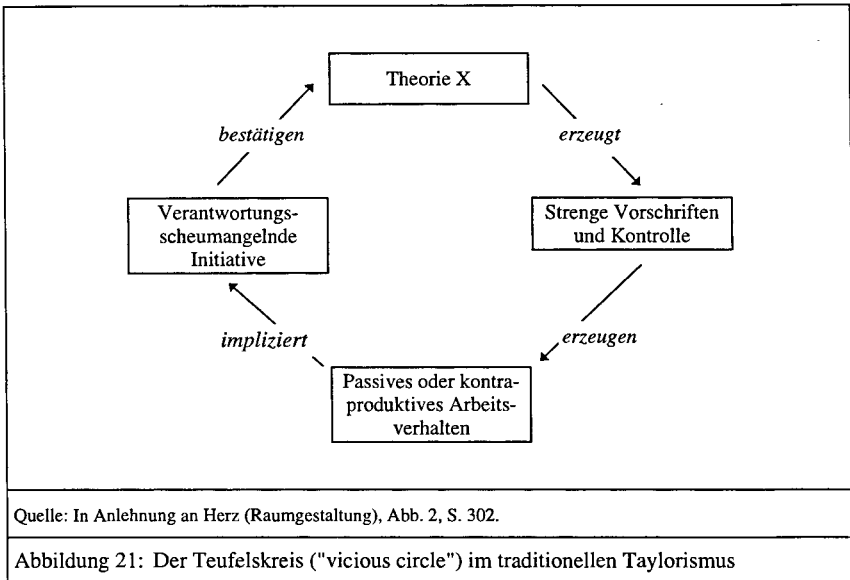 Theorie X
bestätigen
erzeugt
Verantwortungs-
scheumangelnde
Initiative
Strenge Vorschriften
und Kontrolle
impliziert
erzeugen
Passives oder kontra-
produktives Arbeits-
verhalten
Quelle: In Anlehnung an Herz (Raumgestaltung), Abb. 2, S. 302.
Abbildung 21: Der Teufelskreis ("vicious circle") im traditionellen Taylorismus